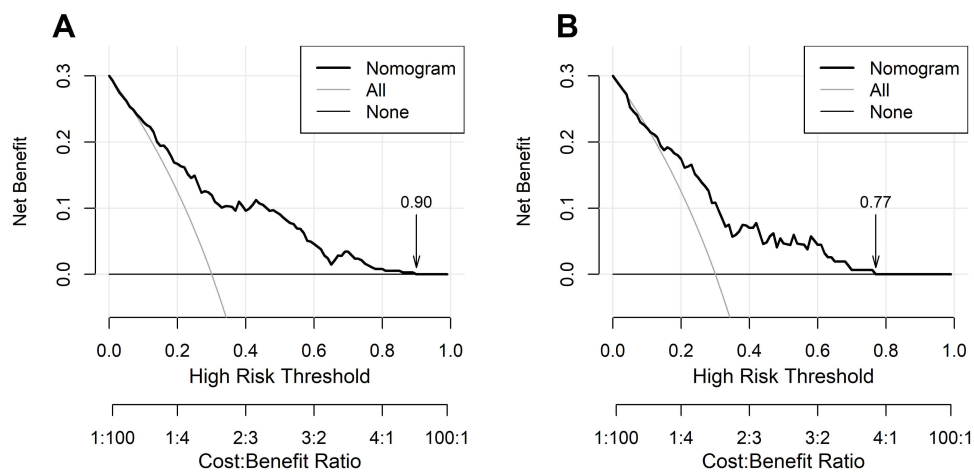 A
Nomogram
All
None
0.3
0.2
0.1
0.0
Net Benefit
0.90
0.0 0.2 0.4 0.6 0.8 1.0
High Risk Threshold
1:100 1:4 2:3 3:2 4:1 100:1
Cost:Benefit Ratio
B
Nomogram
All
None
0.3
0.2
0.1
0.0
Net Benefit
0.77
0.0 0.2 0.4 0.6 0.8 1.0
High Risk Threshold
1:100 1:4 2:3 3:2 4:1 100:1
Cost:Benefit Ratio